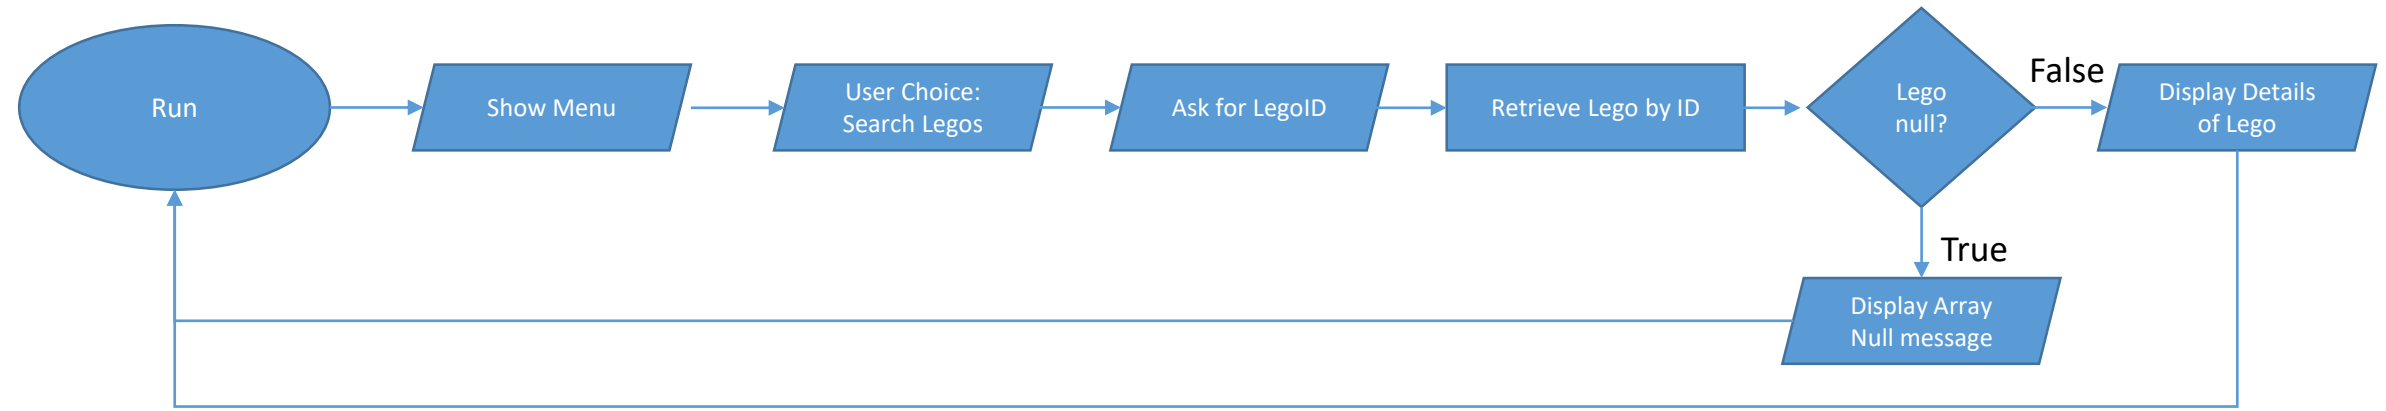 Run
Show Menu
User Choice:
Search Legos
Ask for LegoID
Retrieve Lego by ID
Lego
null?
False
Display Details
of Lego
True
Display Array
Null message